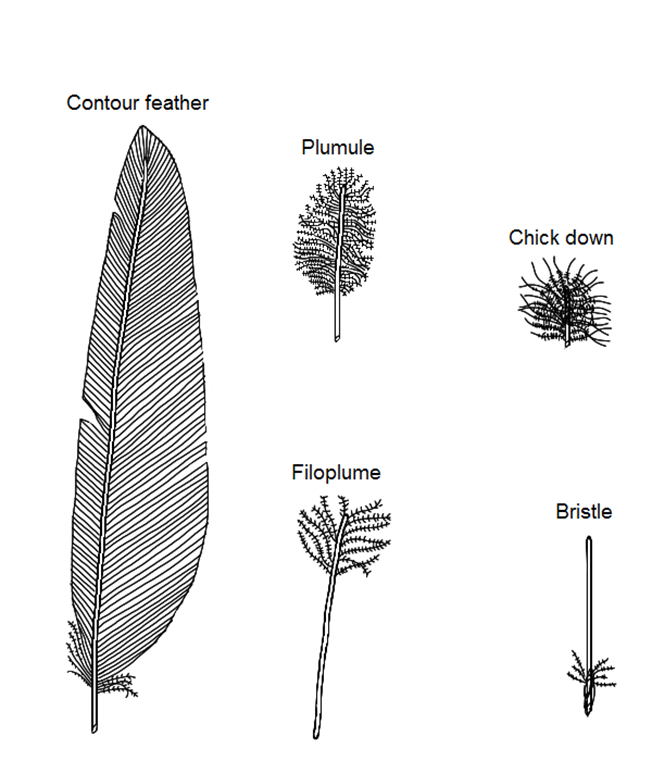 Contour feather
Plumule
Chick down
Filoplume
Bristle